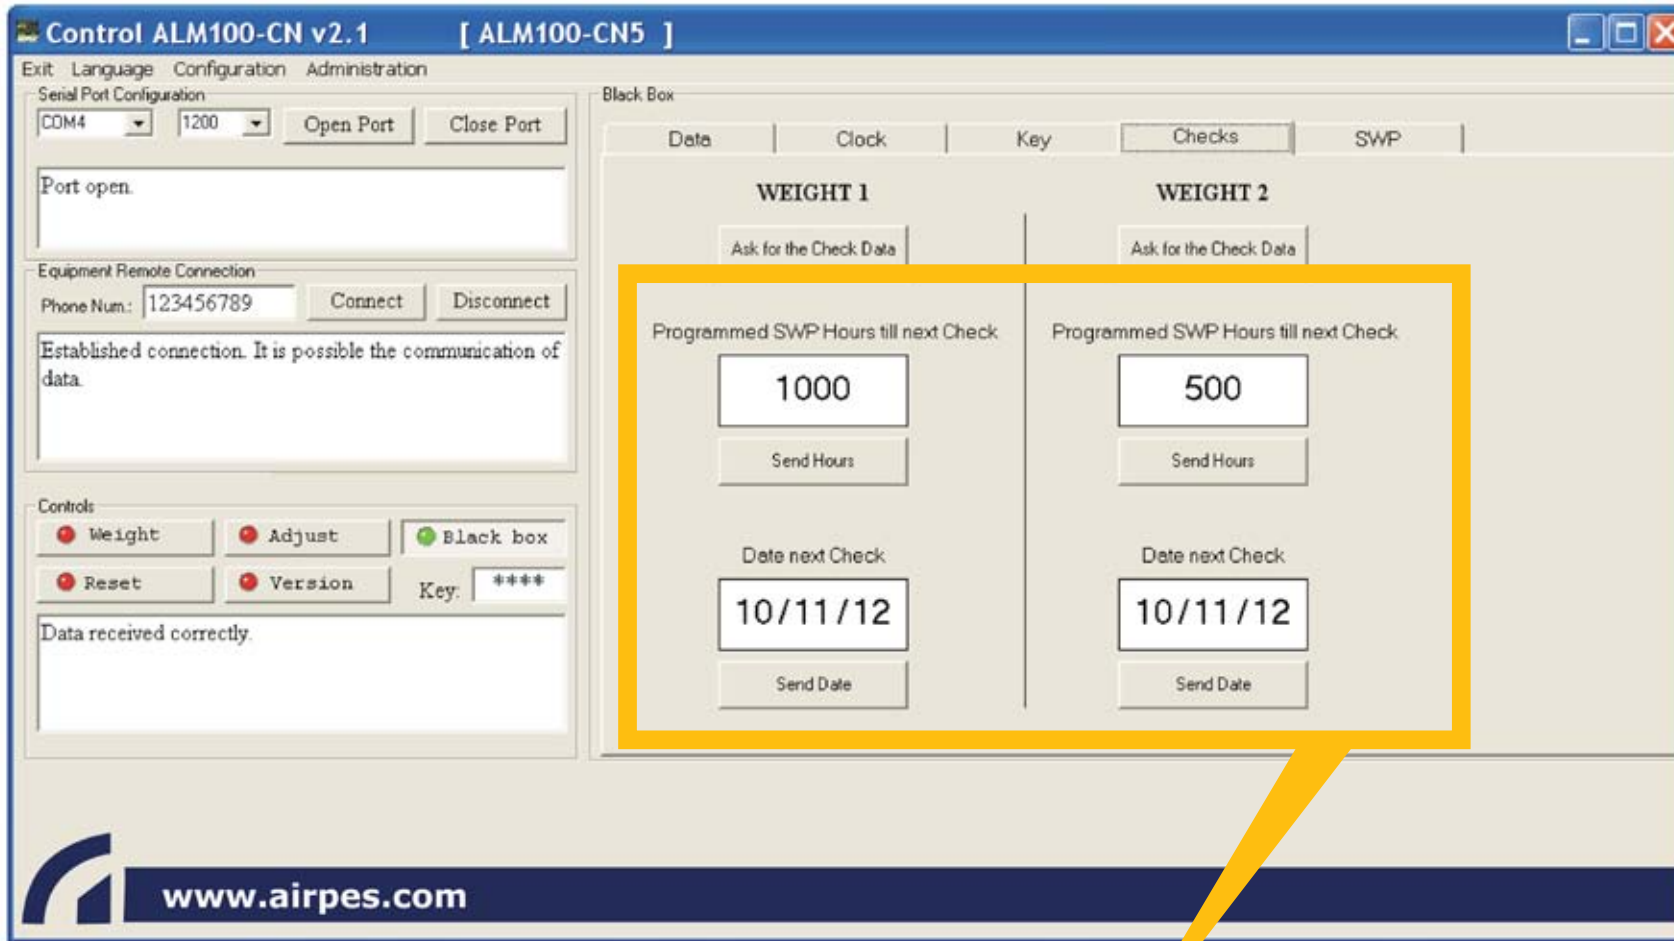 Control ALM100-CN v2.1 [ ALM100-CN5 ]
Exit Language Configuration Administration
Serial Port Configuration
COM4 1200 Open Port Close Port
Port open.
Equipment Remote Connection
Phone Num.: 123456789 Connect Disconnect
Established connection. It is possible the communication of
data.
Controls
Weight Adjust Black box
Reset Version Key: ****
Data received correctly.
Black Box
Data Clock Key Checks SWP
WEIGHT 1 WEIGHT 2
Ask for the Check Data Ask for the Check Data
Programmed SWP Hours till next Check Programmed SWP Hours till next Check
1000 500
Send Hours Send Hours
Date next Check Date next Check
10/11/12 10/11/12
Send Date Send Date
www.airpes.com